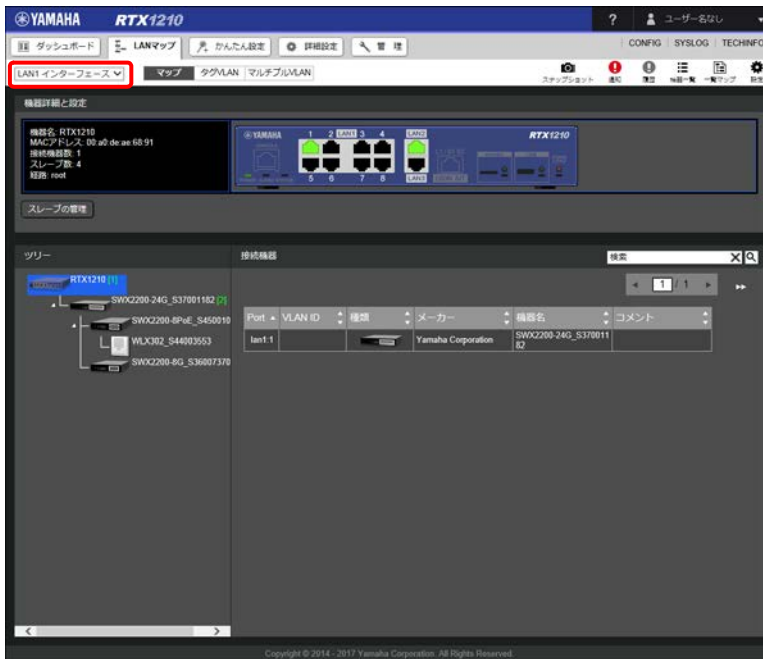 YAMAHA RTX1210 ? ユーザー名なし
ダッシュボード LANマップ かんたん設定 詳細設定 管 理 CONFIG SYSLOG TECHINFO
LAN1 インターフェース マップ タグVLAN マルチプルVLAN スナップショット 通知 履歴 機器一覧 一覧マップ 設定
機器詳細と設定
機器名: RTX1210
MACアドレス: 00:a0:de:ae:68:91
接続機器数: 1
スレーブ数: 4
経路: root
YAMAHA 1 2 LAN1 3 4 LAN2 RTX1210
5 6 7 8 LAN3
スレーブの管理
ツリー 接続機器 検索
RTX1210 [1] 1 / 1
SWX2200-24G_S37001182 [2]
SWX2200-8PoE_S450010
WLX302_S44003553
SWX2200-8G_S36007370
Port VLAN ID 種類 メーカー 機器名 コメント
lan1:1 Yamaha Corporation SWX2200-24G_S370011
82
Copyright © 2014 - 2017 Yamaha Corporation. All Rights Reserved.